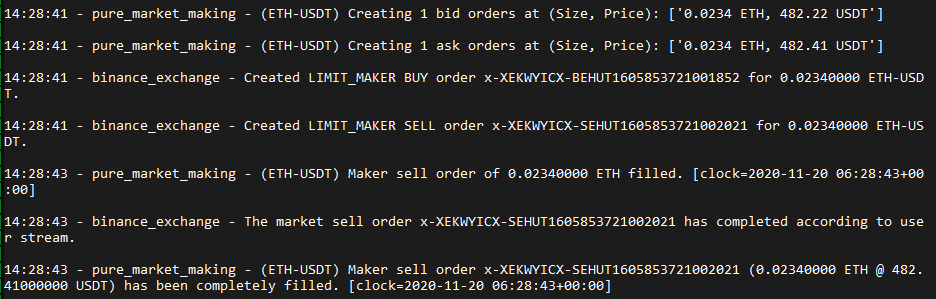 14:28:41 - pure_market_making - (ETH-USDT) Creating 1 bid orders at (Size, Price): ['0.0234 ETH, 482.22 USDT']
14:28:41 - pure_market_making - (ETH-USDT) Creating 1 ask orders at (Size, Price): ['0.0234 ETH, 482.41 USDT']
14:28:41 - binance_exchange - Created LIMIT_MAKER BUY order x-XEKWYICX-BEHUT1605853721001852 for 0.02340000 ETH-USD
T.
14:28:41 - binance_exchange - Created LIMIT_MAKER SELL order x-XEKWYICX-SEHUT1605853721002021 for 0.02340000 ETH-US
DT.
14:28:43 - pure_market_making - (ETH-USDT) Maker sell order of 0.02340000 ETH filled. [clock=2020-11-20 06:28:43+00
:00]
14:28:43 - binance_exchange - The market sell order x-XEKWYICX-SEHUT1605853721002021 has completed according to use
r stream.
14:28:43 - pure_market_making - (ETH-USDT) Maker sell order x-XEKWYICX-SEHUT1605853721002021 (0.02340000 ETH @ 482.
41000000 USDT) has been completely filled. [clock=2020-11-20 06:28:43+00:00]